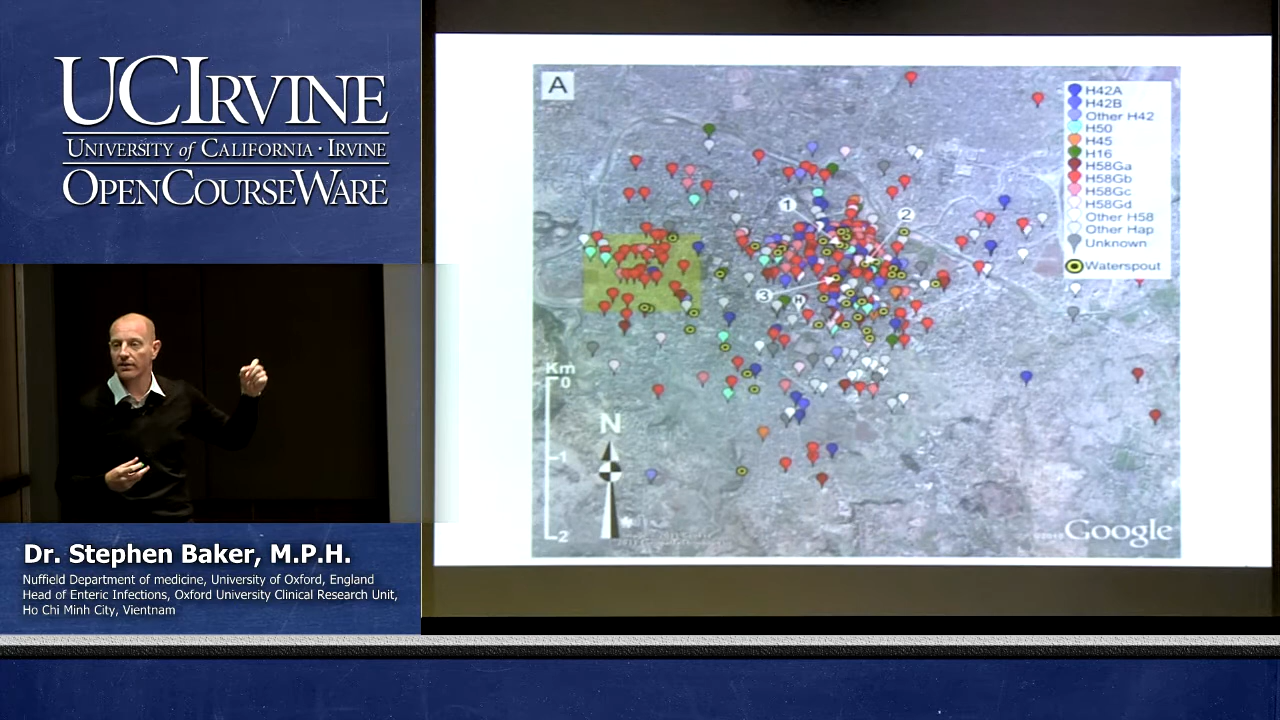 UCIRVINE
UNIVERSITY of CALIFORNIA · IRVINE
OPENCOURSEWARE
Dr. Stephen Baker, M.P.H.
Nuffield Department of medicine, University of Oxford, England
Head of Enteric Infections, Oxford University Clinical Research Unit,
Ho Chi Minh City, Vientnam
A
H42A
H42B
Other H42
H50
H45
H16
H58Ga
H58Gb
H58Gc
H58Gd
Other H58
Other Hap
Unknown
Waterspout
1
2
3
H
Km
0
1
2
N
Google